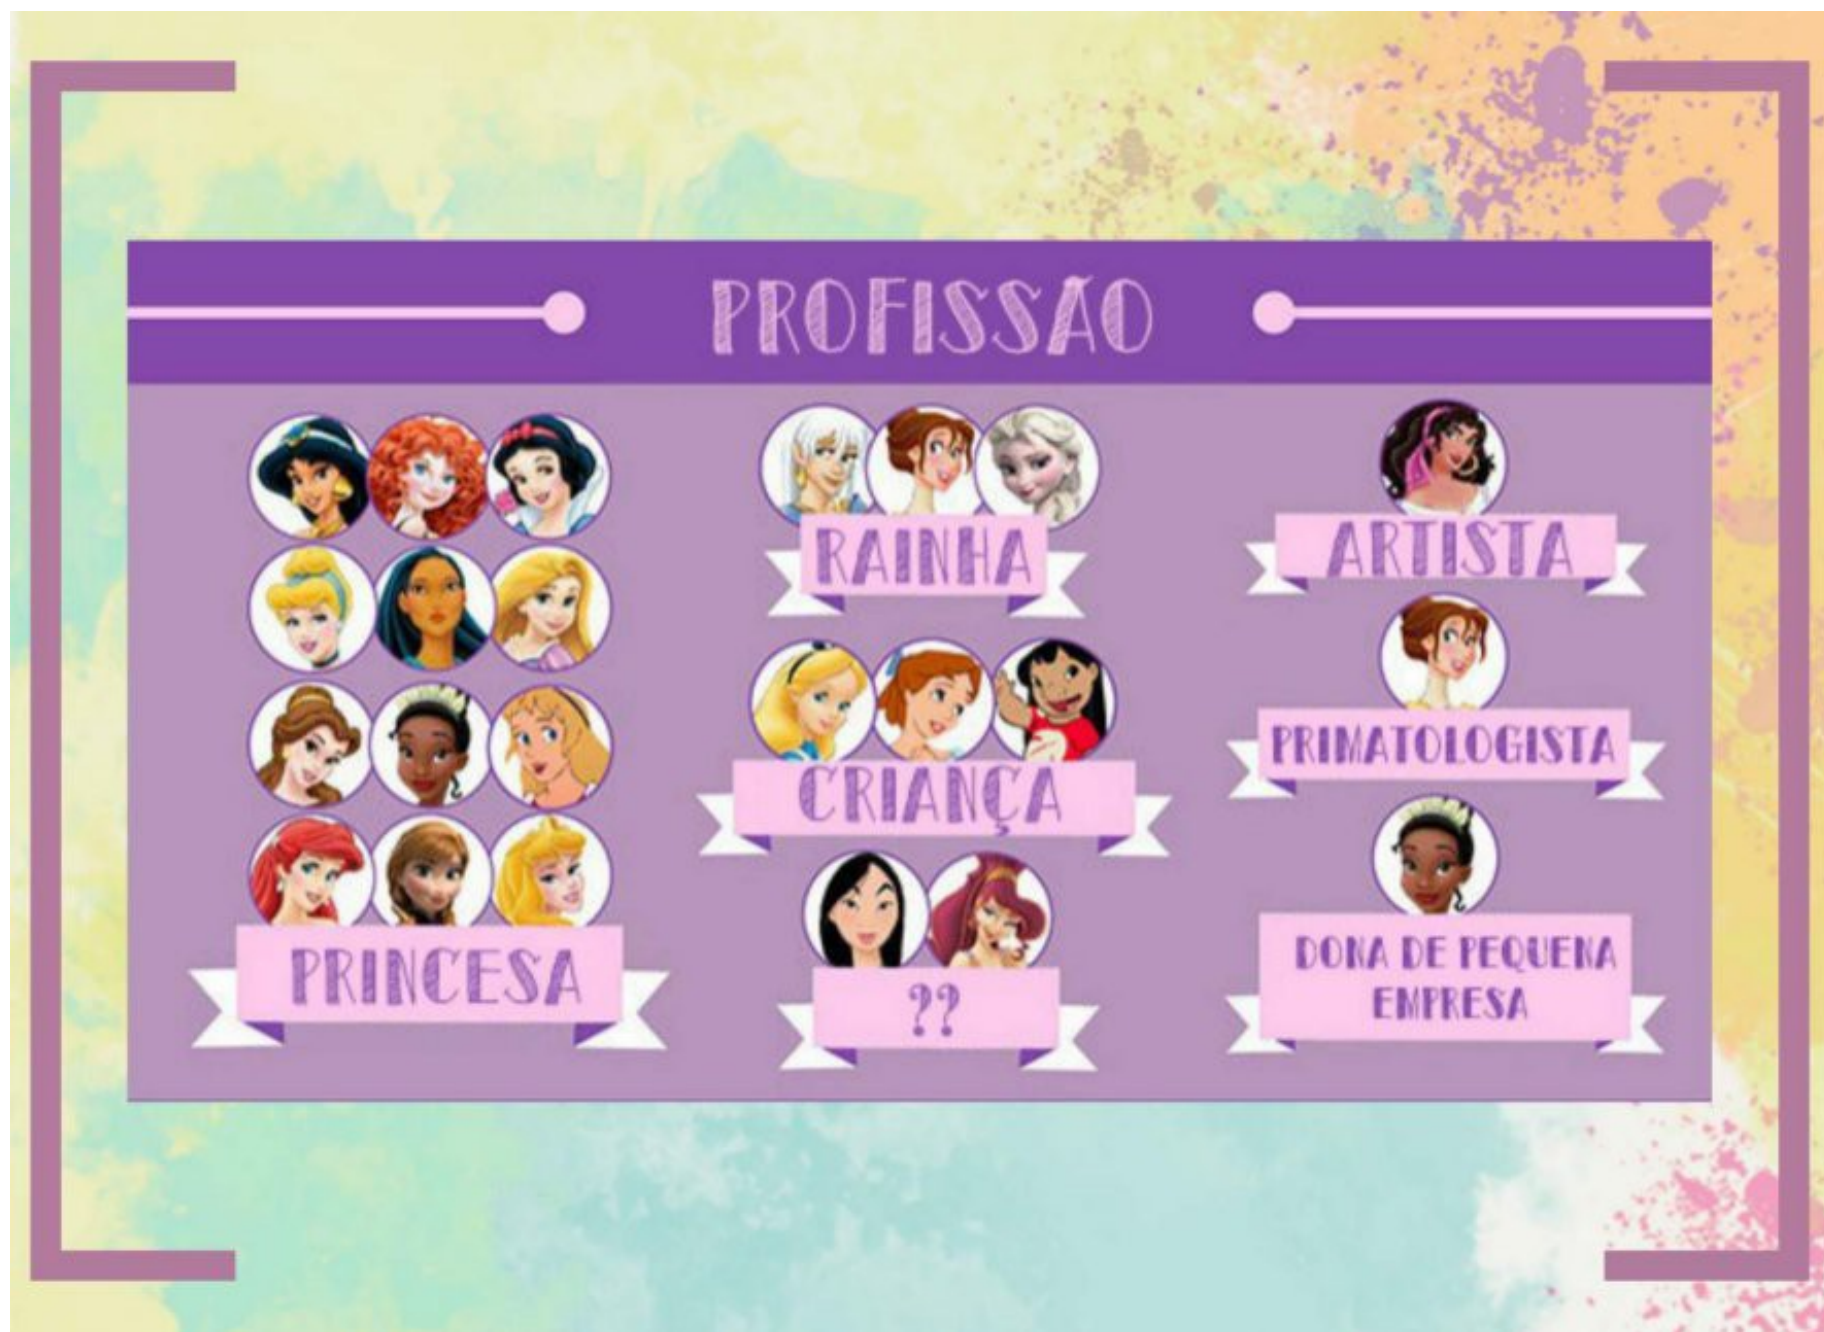 PROFISSÃO
PRINCESA
RAINHA
CRIANÇA
??
ARTISTA
PRIMATOLOGISTA
DONA DE PEQUENA
EMPRESA